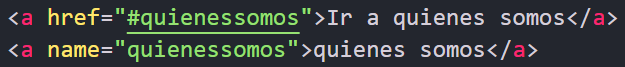 <a href="#quienessomos">Ir a quienes somos</a>
<a name="quienessomos">quienes somos</a>